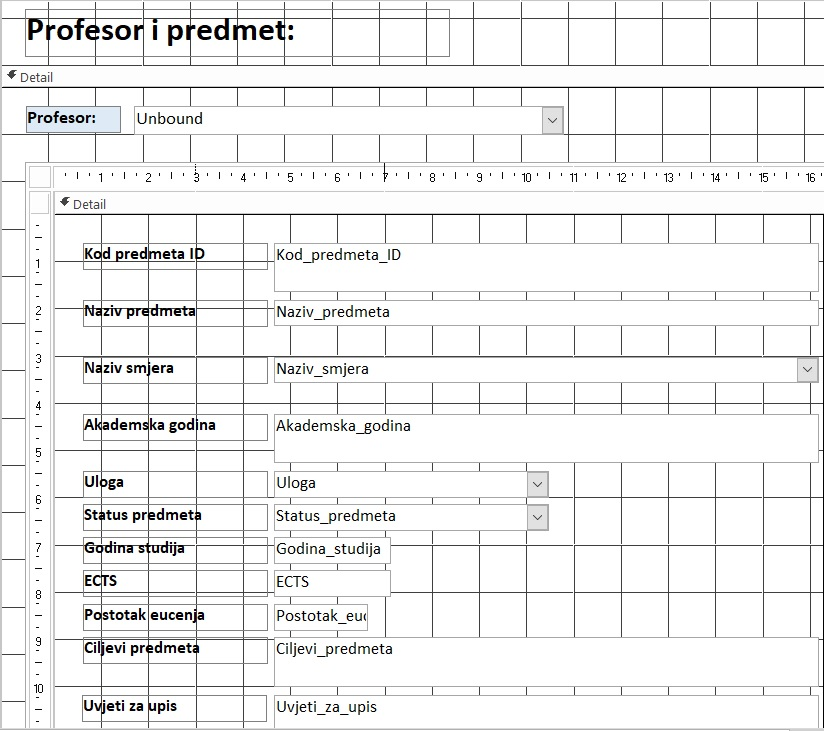 Profesor i predmet:
Detail
Profesor: Unbound
1 2 3 4 5 6 7 8 9 10 11 12 13 14 15 16
Detail
Kod predmeta ID Kod_predmeta_ID
1
2 Naziv predmeta Naziv_predmeta
3
Naziv smjera Naziv_smjera
4
Akademska godina Akademska_godina
5
Uloga Uloga
6
Status predmeta Status_predmeta
7 Godina studija Godina_studija
ECTS ECTS
8
Postotak eucenja Postotak_euc
9
Ciljevi predmeta Ciljevi_predmeta
10
Uvjeti za upis Uvjeti_za_upis